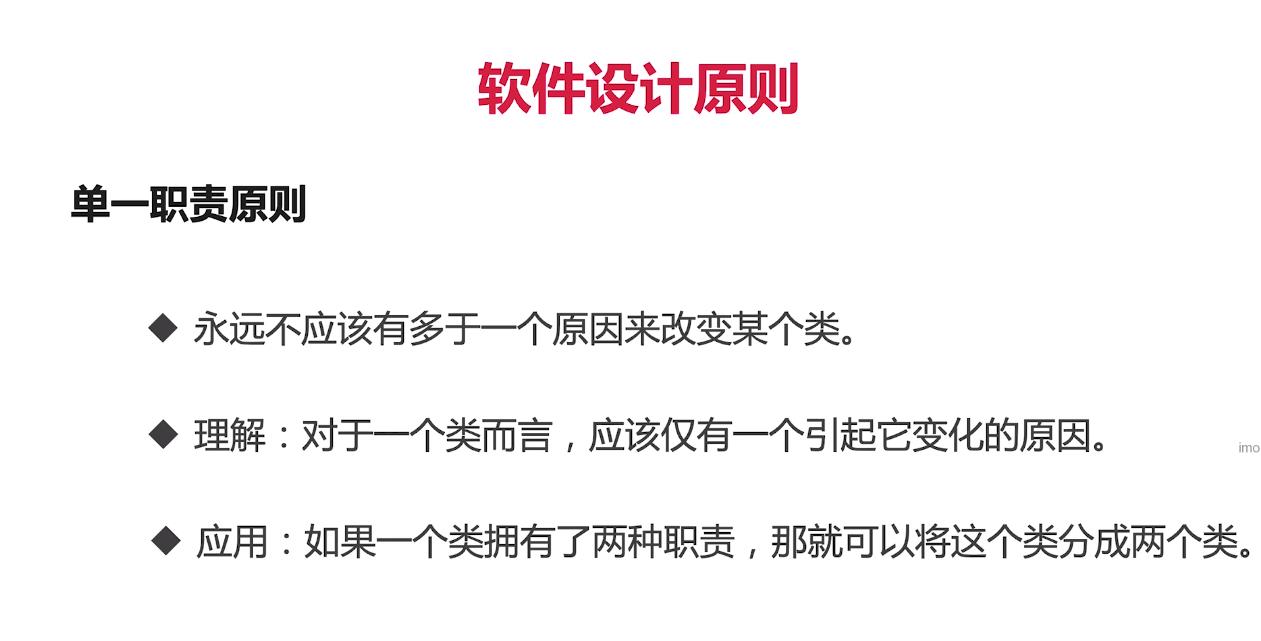 软件设计原则
单一职责原则
◆ 永远不应该有多于一个原因来改变某个类。
◆ 理解：对于一个类而言，应该仅有一个引起它变化的原因。
imo
◆ 应用：如果一个类拥有了两种职责，那就可以将这个类分成两个类。